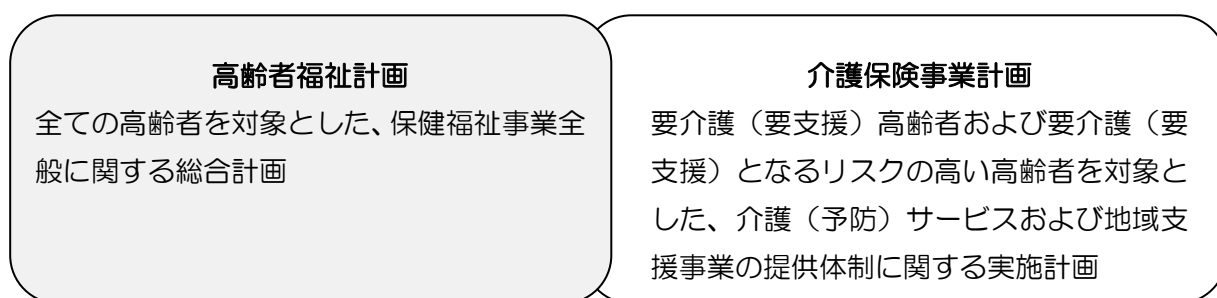 高齢者福祉計画
全ての高齢者を対象とした、保健福祉事業全
般に関する総合計画
介護保険事業計画
要介護（要支援）高齢者および要介護（要
支援）となるリスクの高い高齢者を対象と
した、介護（予防）サービスおよび地域支
援事業の提供体制に関する実施計画